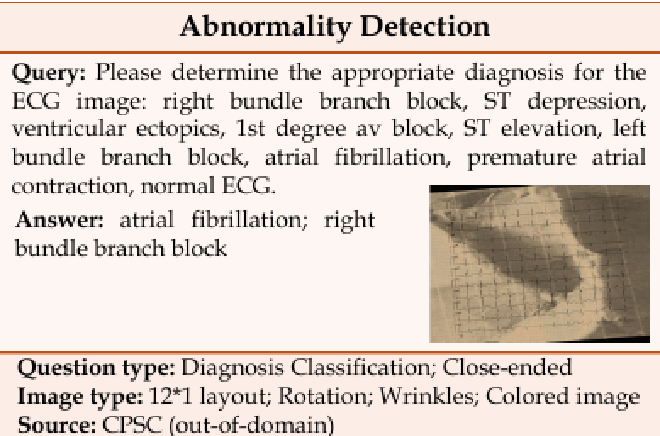 Abnormality Detection
Query: Please determine the appropriate diagnosis for the
ECG image: right bundle branch block, ST depression,
ventricular ectopics, 1st degree av block, ST elevation, left
bundle branch block, atrial fibrillation, premature atrial
contraction, normal ECG.
Answer: atrial fibrillation; right
bundle branch block
Question type: Diagnosis Classification; Close-ended
Image type: 12*1 layout; Rotation; Wrinkles; Colored image
Source: CPSC (out-of-domain)